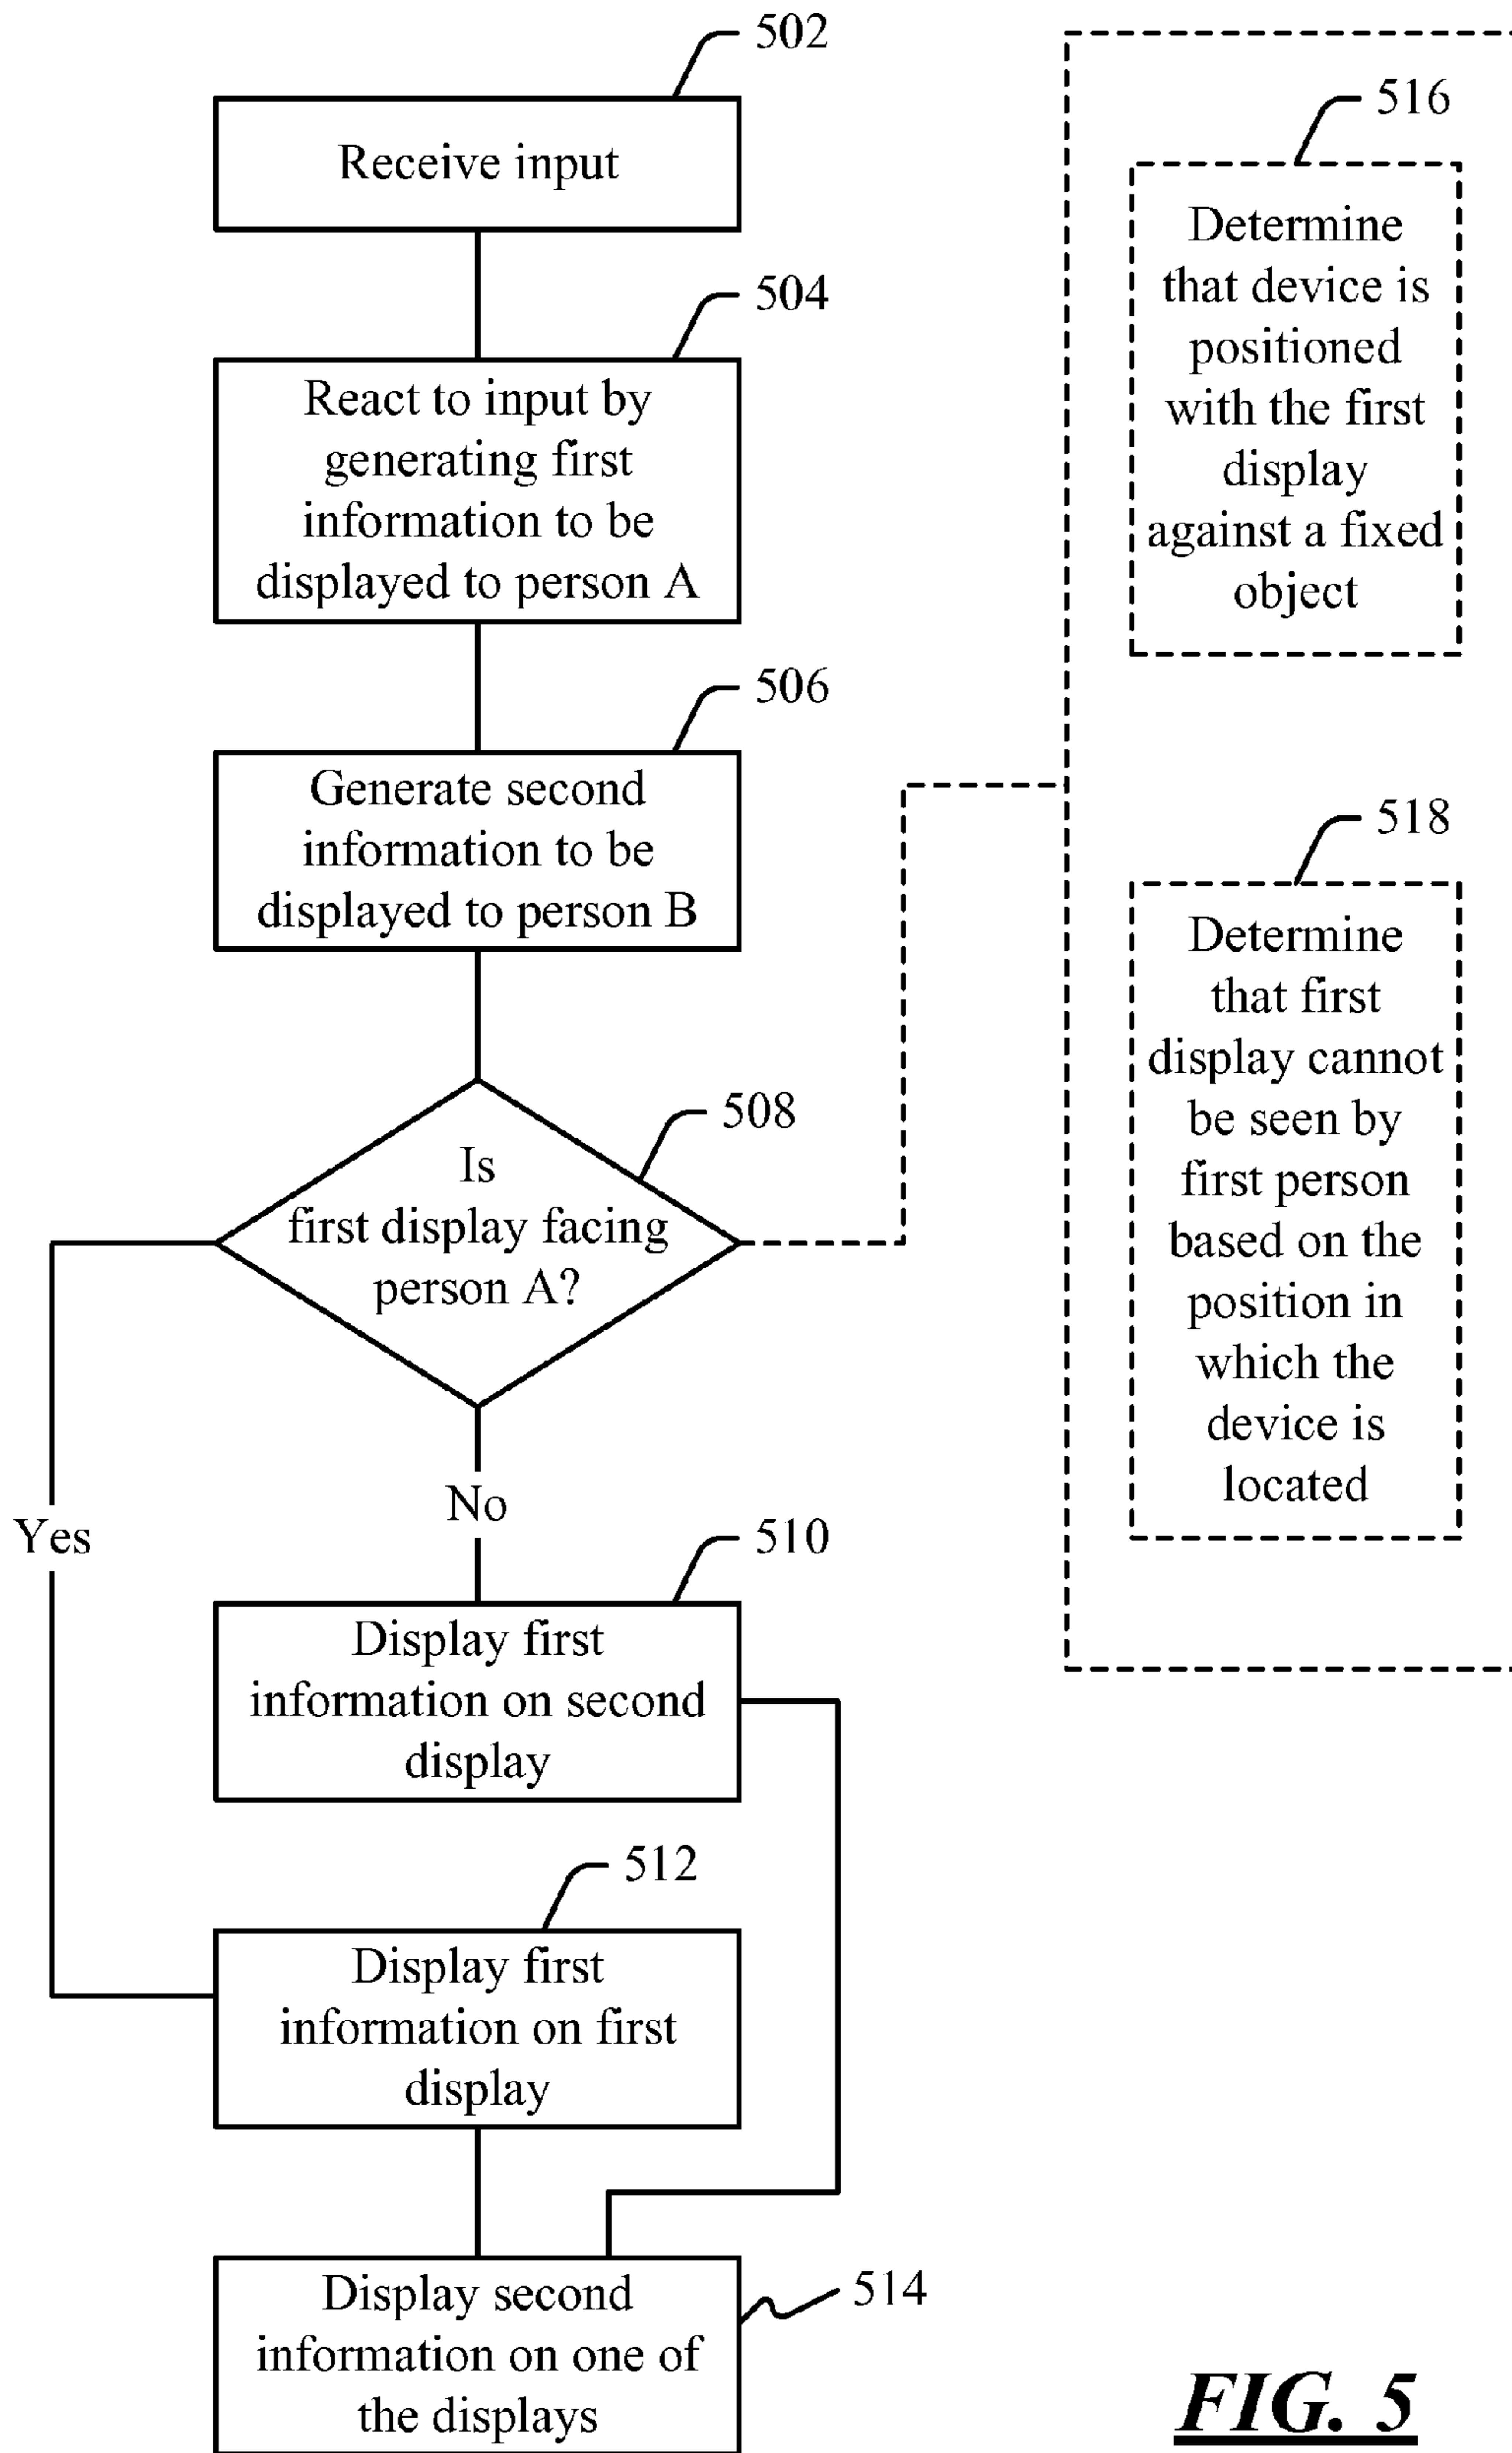 502
Receive input
504
React to input by
generating first
information to be
displayed to person A
506
Generate second
information to be
displayed to person B
508
Is
first display facing
person A?
Yes
No
510
Display first
information on second
display
512
Display first
information on first
display
514
Display second
information on one of
the displays
516
Determine
that device is
positioned
with the first
display
against a fixed
object
518
Determine
that first
display cannot
be seen by
first person
based on the
position in
which the
device is
located
FIG. 5